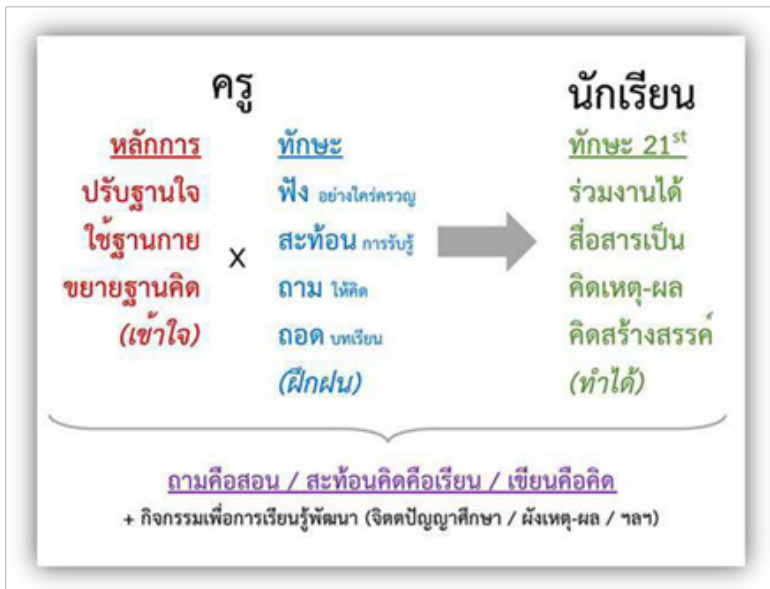 ครู
หลักการ
ปรับฐานใจ
ใช้ฐานกาย
ขยายฐานคิด
(เข้าใจ)
X
ทักษะ
ฟัง อย่างใคร่ครวญ
สะท้อน การรับรู้
ถาม ให้คิด
ถอด บทเรียน
(ฝึกฝน)
นักเรียน
ทักษะ 21st
ร่วมงานได้
สื่อสารเป็น
คิดเหตุ-ผล
คิดสร้างสรรค์
(ทำได้)
ถามคือสอน / สะท้อนคิดคือเรียน / เขียนคือคิด
+ กิจกรรมเพื่อการเรียนรู้พัฒนา (จิตตปัญญาศึกษา / ผังเหตุ-ผล / ฯลฯ)